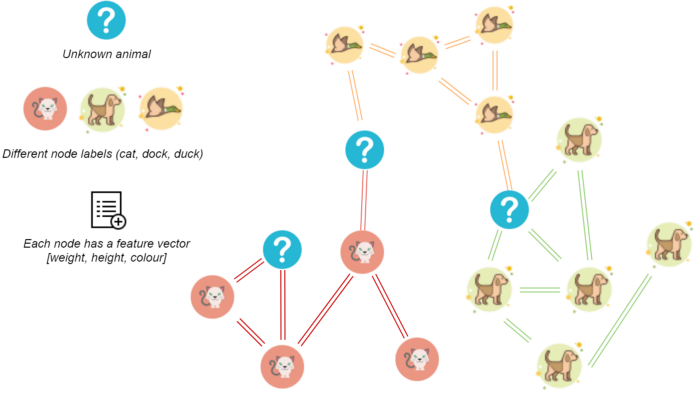 ?
Unknown animal
Different node labels (cat, dock, duck)
Each node has a feature vector
[weight, height, colour]
?
?
?